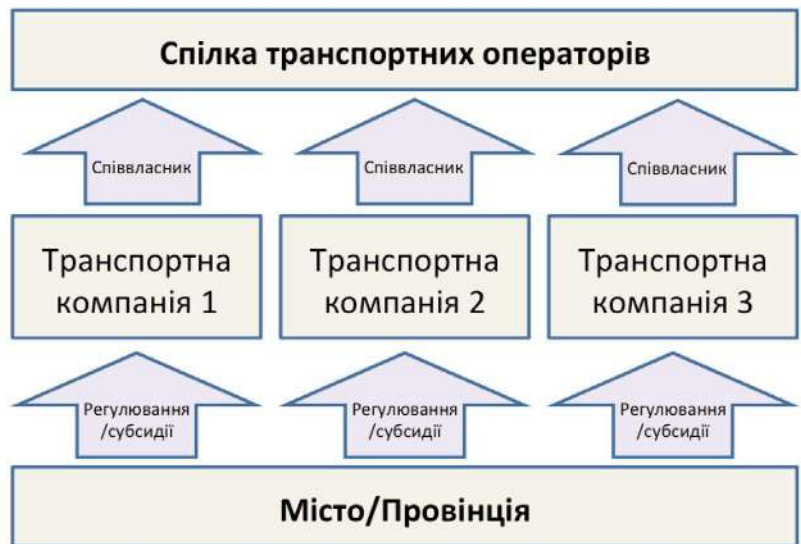 Спілка транспортних операторів
Співвласник
Співвласник
Співвласник
Транспортна
компанія 1
Транспортна
компанія 2
Транспортна
компанія 3
Регулювання
/субсидії
Регулювання
/субсидії
Регулювання
/субсидії
Місто/Провінція